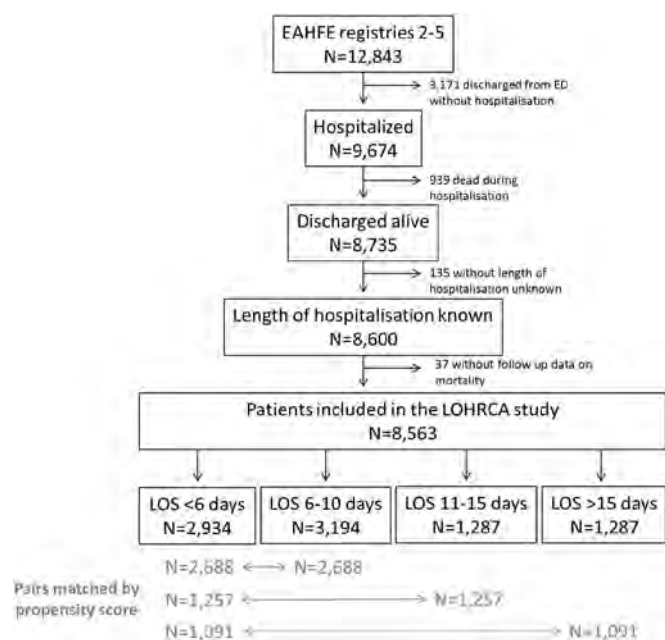 EAHFE registries 2-5
N=12,843
3,171 discharged from ED
without hospitalisation
Hospitalized
N=9,674
939 dead during
hospitalisation
Discharged alive
N=8,735
135 without length of
hospitalisation unknown
Length of hospitalisation known
N=8,600
37 without follow up data on
mortality
Patients included in the LOHRCA study
N=8,563
LOS <6 days
N=2,934
LOS 6-10 days
N=3,194
LOS 11-15 days
N=1,287
LOS >15 days
N=1,287
Pairs matched by
propensity score
N=2,688 N=2,688
N=1,257 N=1,257
N=1,091 N=1,091